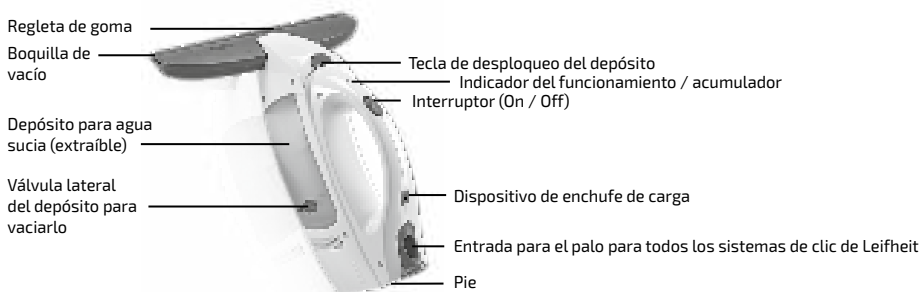 Regleta de goma
Boquilla de
vacío
Depósito para agua
sucia (extraíble)
Válvula lateral
del depósito para
vaciarlo
Tecla de desploqueo del depósito
Indicador del funcionamiento / acumulador
Interruptor (On / Off)
Dispositivo de enchufe de carga
Entrada para el palo para todos los sistemas de clic de Leifheit
Pie